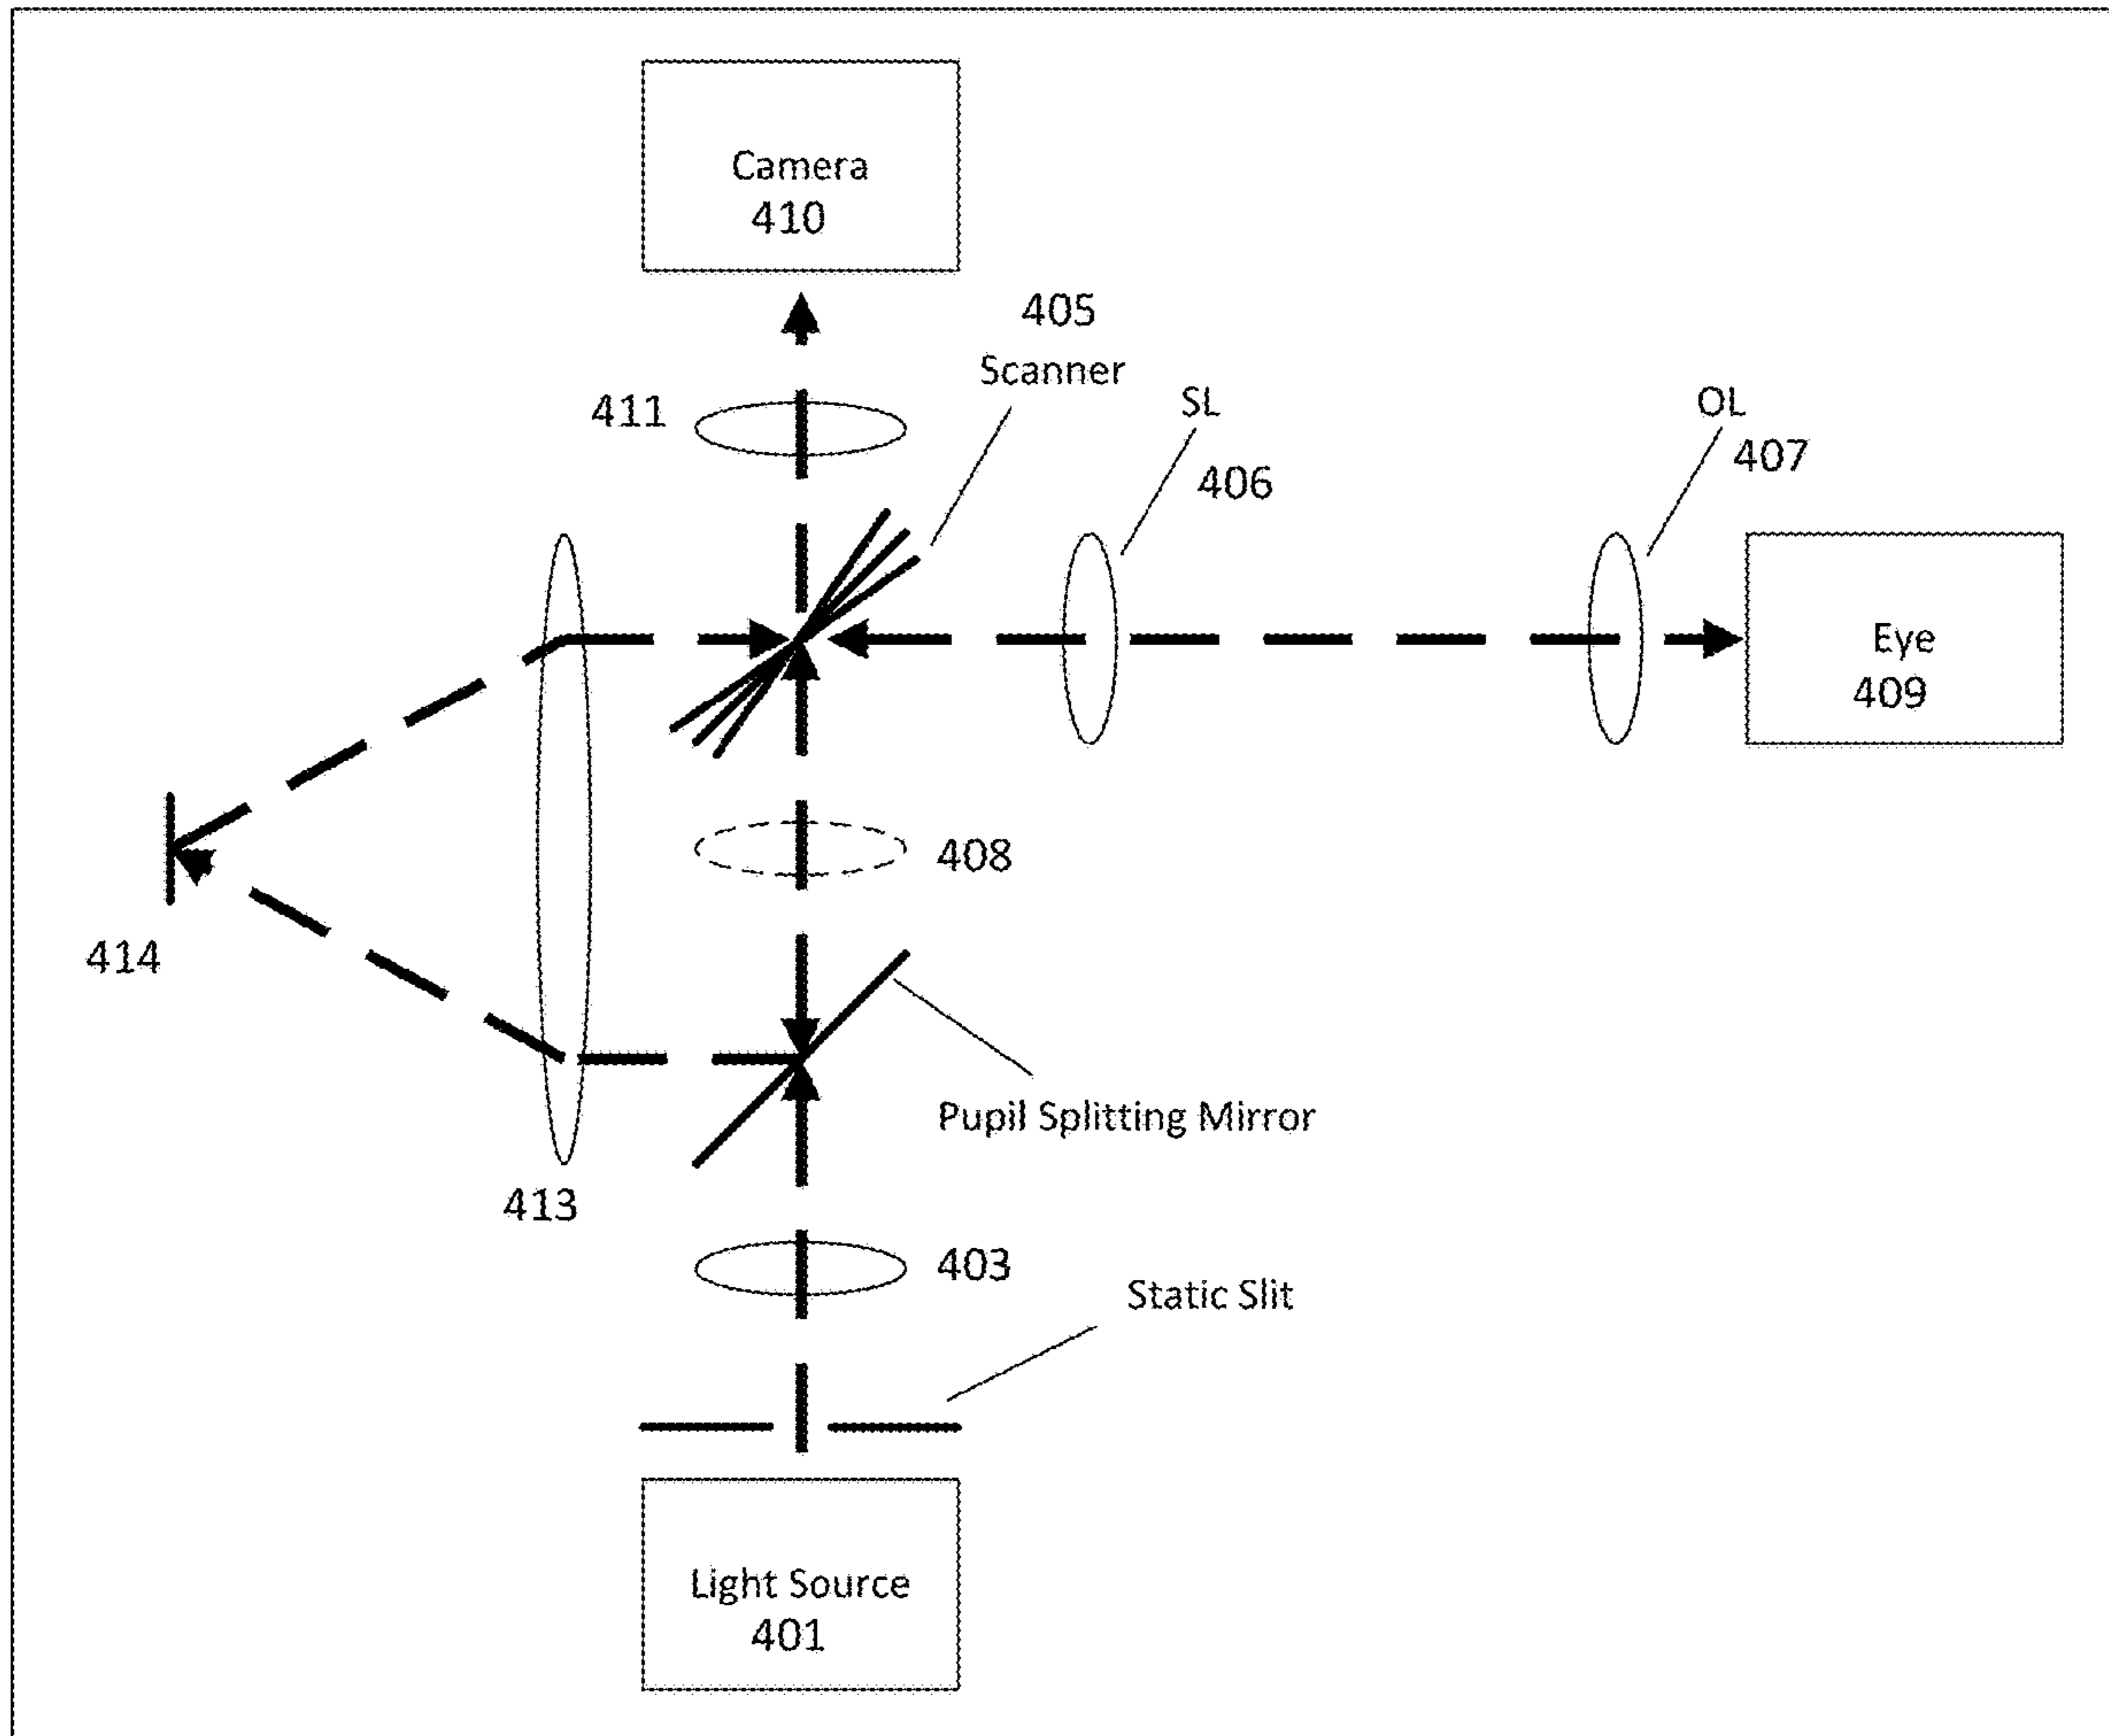 Camera
410
405
Scanner
411
SL
406
OL
407
Eye
409
408
414
Pupil Splitting Mirror
413
403
Static Slit
Light Source
401